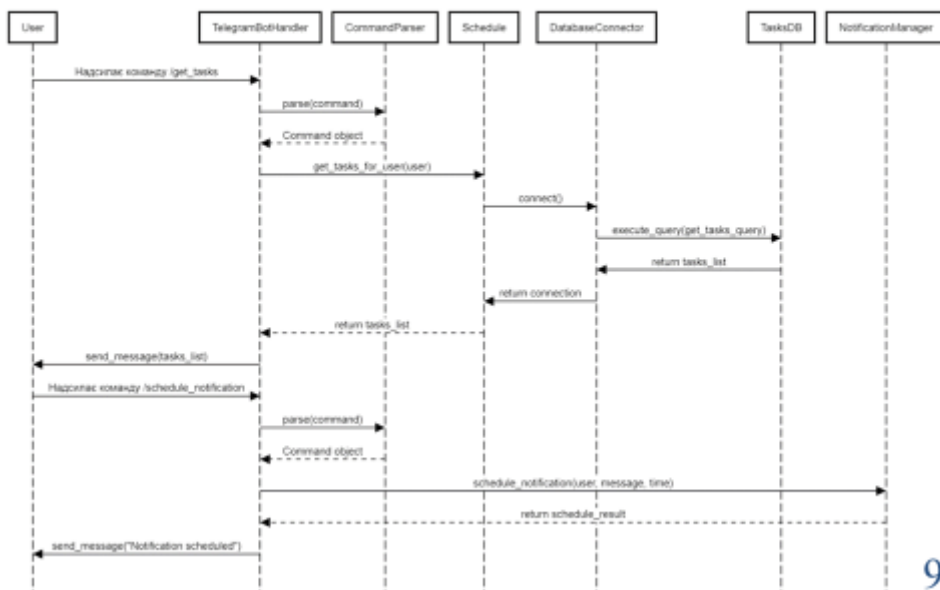 User TelegramBotHandler CommandParser Schedule DatabaseConnector TasksDB NotificationManager
Надсилає команду /get_tasks
parse(command)
Command object
get_tasks_for_user(user)
connect()
execute_query(get_tasks_query)
return tasks_list
return connection
return tasks_list
send_message(tasks_list)
Надсилає команду /schedule_notification
parse(command)
Command object
schedule_notification(user, message, time)
return schedule_result
send_message("Notification scheduled")
9